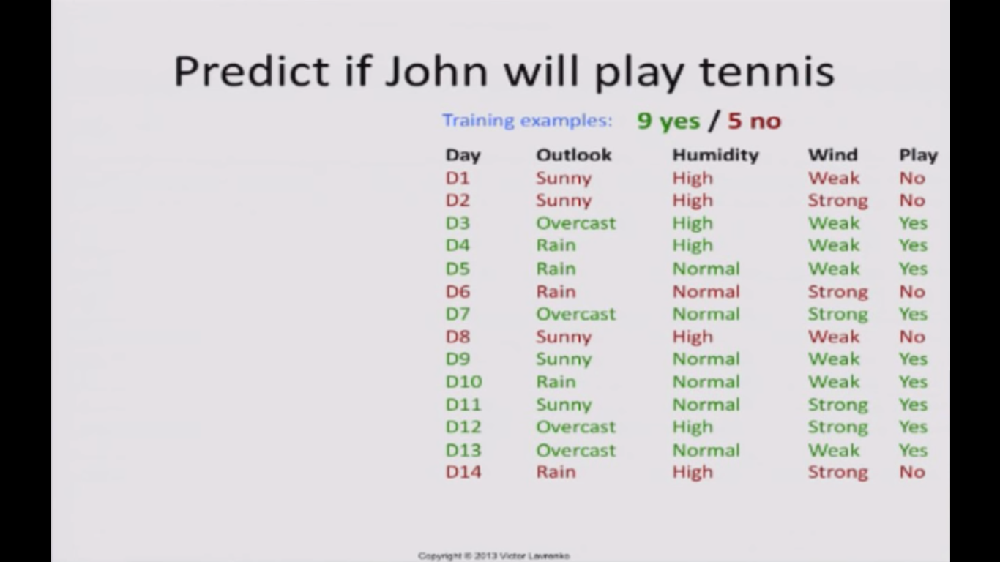 Predict if John will play tennis
Training examples: 9 yes / 5 no
Day Outlook Humidity Wind Play
D1 Sunny High Weak No
D2 Sunny High Strong No
D3 Overcast High Weak Yes
D4 Rain High Weak Yes
D5 Rain Normal Weak Yes
D6 Rain Normal Strong No
D7 Overcast Normal Strong Yes
D8 Sunny High Weak No
D9 Sunny Normal Weak Yes
D10 Rain Normal Weak Yes
D11 Sunny Normal Strong Yes
D12 Overcast High Strong Yes
D13 Overcast Normal Weak Yes
D14 Rain High Strong No
Copyright © 2013 Victor Lavrenko